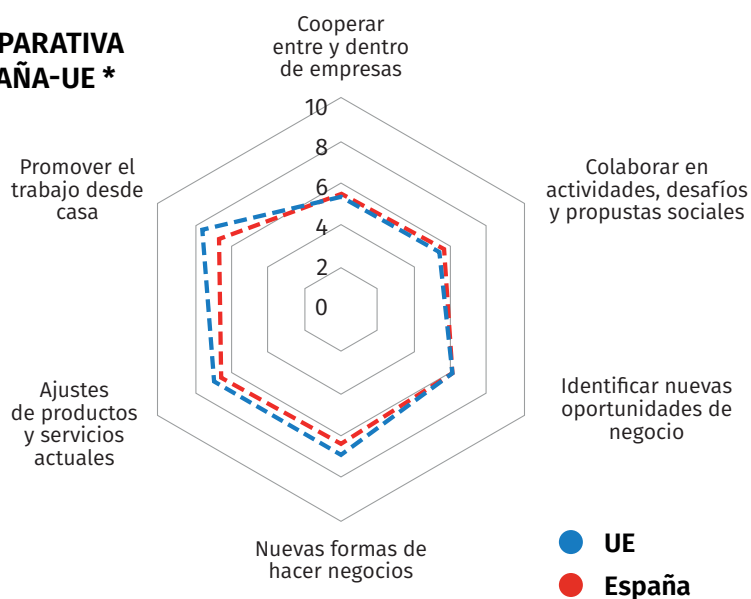 PARATIVA
AÑA-UE *
Cooperar
entre y dentro
de empresas
10
8
6
4
2
0
Promover el
trabajo desde
casa
Colaborar en
actividades, desafíos
y propustas sociales
Ajustes
de productos
y servicios
actuales
Identificar nuevas
oportunidades de
negocio
Nuevas formas de
hacer negocios
UE
España